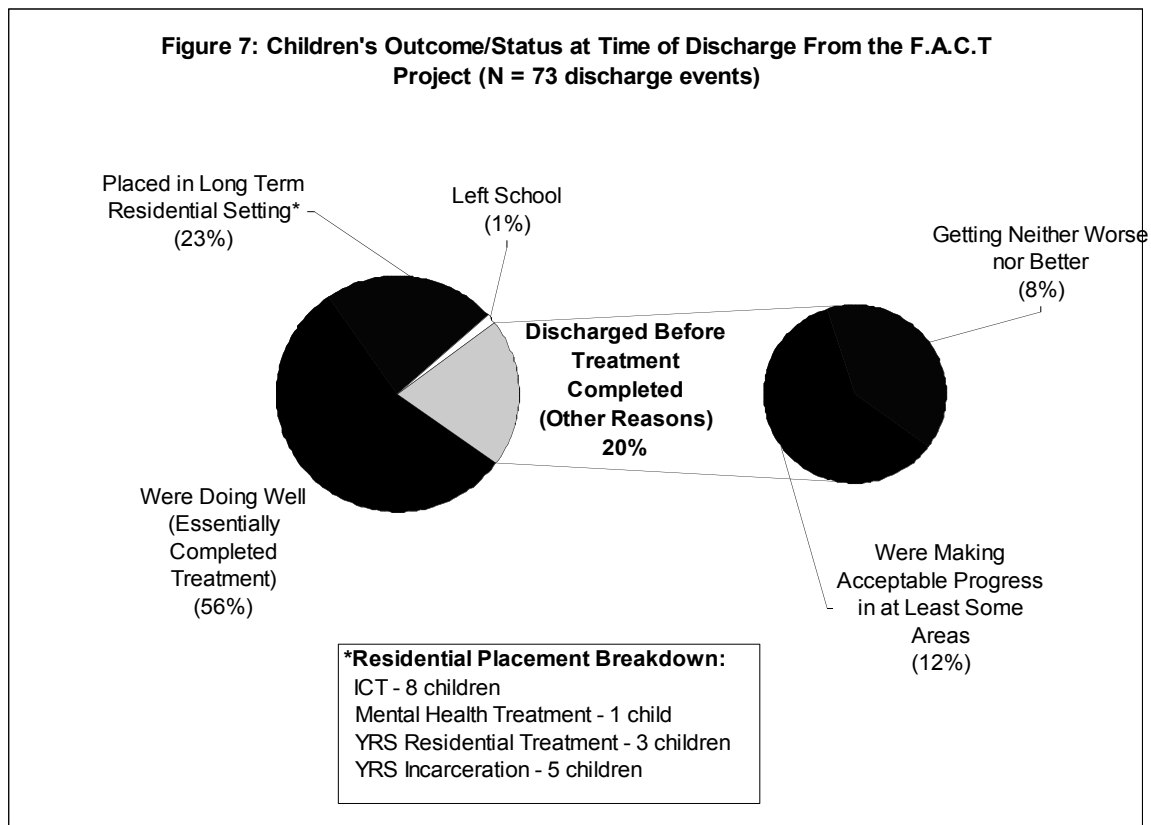 Figure 7: Children's Outcome/Status at Time of Discharge From the F.A.C.T
Project (N = 73 discharge events)
Placed in Long Term
Residential Setting*
(23%)
Left School
(1%)
Getting Neither Worse
nor Better
(8%)
Discharged Before
Treatment
Completed
(Other Reasons)
20%
Were Doing Well
(Essentially
Completed
Treatment)
(56%)
Were Making
Acceptable Progress
in at Least Some
Areas
(12%)
*Residential Placement Breakdown:
ICT - 8 children
Mental Health Treatment - 1 child
YRS Residential Treatment - 3 children
YRS Incarceration - 5 children